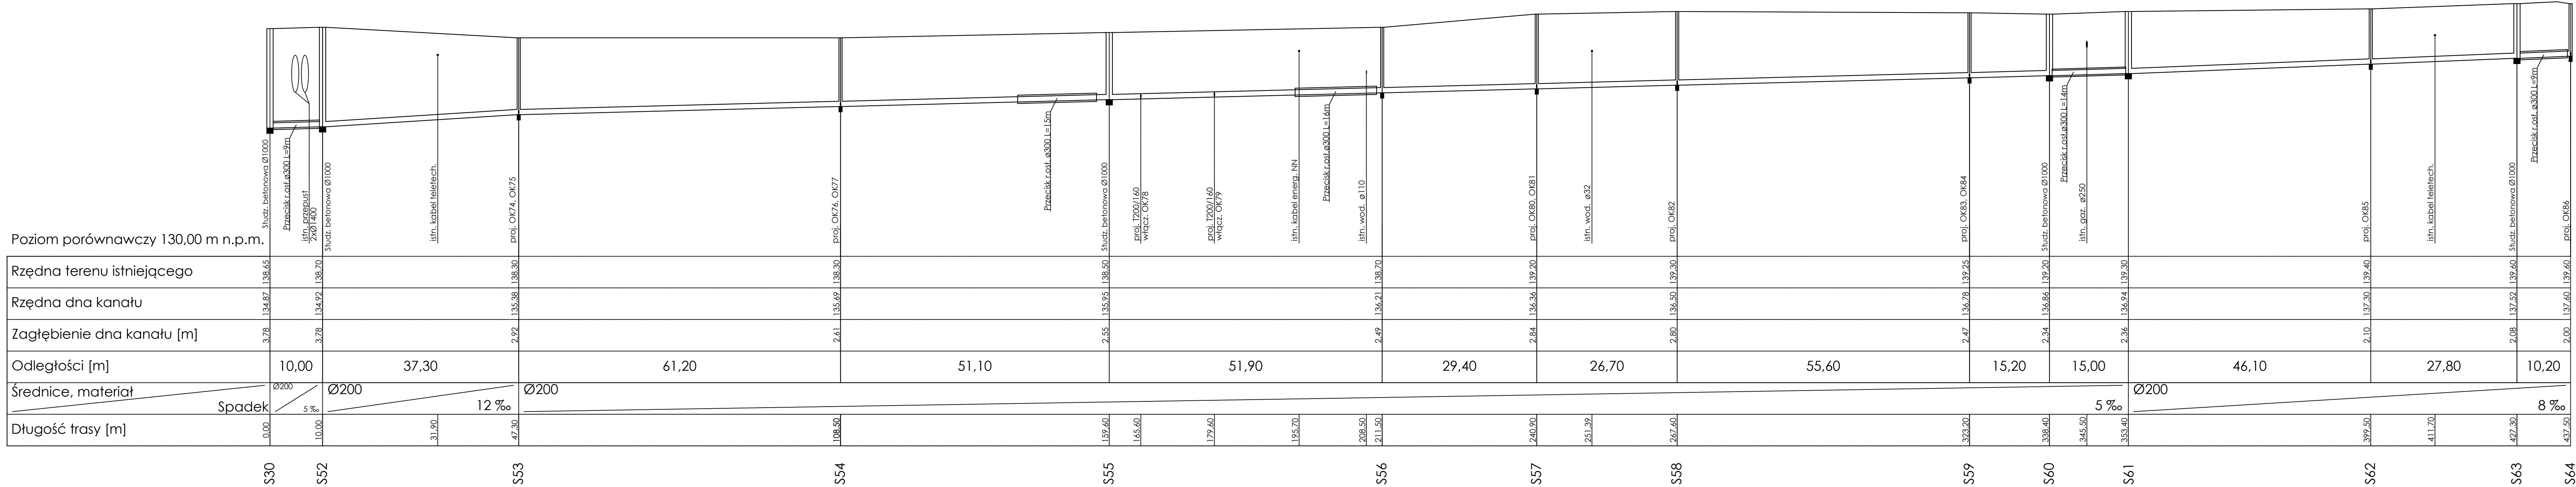 Studz. betonowa Ø1000
Przecisk r.osł.ø300 L=9m
istn. przepust
2xØ1400
Studz. betonowa Ø1000
istn. kabel teletech.
proj. OK74, OK75
proj. OK76, OK77
Przecisk r.osł. ø300 L=15m
Studz. betonowa Ø1000
proj. T200/160
włącz. OK78
proj. T200/160
włącz. OK79
istn. kabel energ. NN
Przecisk r.osł.ø300 L=16m
istn. wod. ø110
proj. OK80, OK81
istn. wod. ø32
proj. OK82
proj. OK83, OK84
Studz. betonowa Ø1000
Przecisk r.osł.ø300 L=14m
istn. gaz. ø250
proj. OK85
istn. kabel teletech.
Studz. betonowa Ø1000
Przecisk r.osł. ø300 L=9m
proj. OK86
Poziom porównawczy 130,00 m n.p.m.
Rzędna terenu istniejącego 138,65 138,70 138,30 138,30 138,50 138,70 139,20 139,30 139,25 139,20 139,30 139,40 139,60 139,60
Rzędna dna kanału 134,87 134,92 135,38 135,69 135,95 136,21 136,36 136,50 136,78 136,86 136,94 137,30 137,52 137,60
Zagłębienie dna kanału [m] 3,78 3,78 2,92 2,61 2,55 2,49 2,84 2,80 2,47 2,34 2,36 2,10 2,08 2,00
Odległości [m] 10,00 37,30 61,20 51,10 51,90 29,40 26,70 55,60 15,20 15,00 46,10 27,80 10,20
Średnice, materiał Ø200 Ø200 Ø200 Ø200
Spadek 5 ‰ 12 ‰ 5 ‰ 8 ‰
Długość trasy [m] 0,00 10,00 31,90 47,30 108,50 159,60 165,60 179,60 195,70 208,50 211,50 240,90 251,39 267,60 323,20 338,40 345,50 353,40 399,50 411,70 427,30 437,50
S30 S52 S53 S54 S55 S56 S57 S58 S59 S60 S61 S62 S63 S64